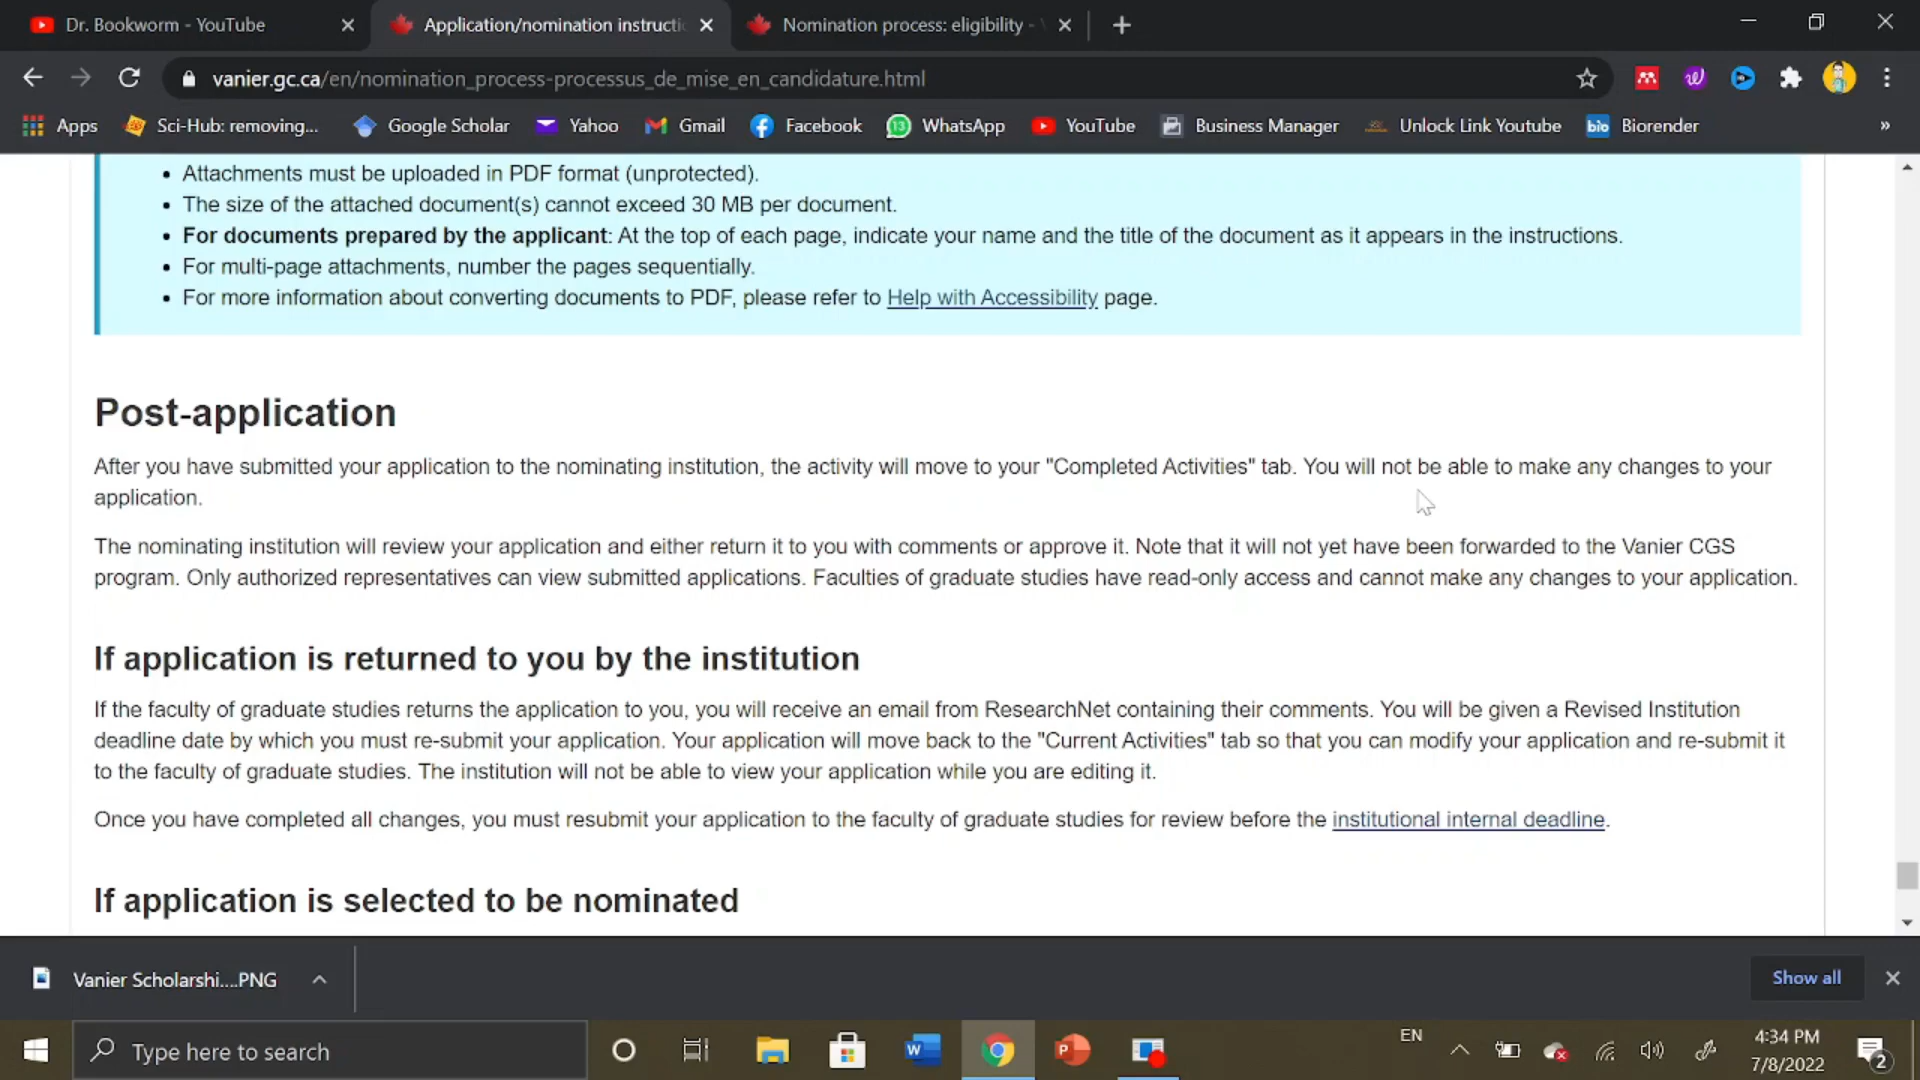 Dr. Bookworm - YouTube
Application/nomination instructi
Nomination process: eligibility -
vanier.gc.ca/en/nomination_process-processus_de_mise_en_candidature.html
Apps
Sci-Hub: removing...
Google Scholar
Yahoo
Gmail
Facebook
13
WhatsApp
YouTube
Business Manager
Unlock Link Youtube
bio
Biorender
»
• Attachments must be uploaded in PDF format (unprotected).
• The size of the attached document(s) cannot exceed 30 MB per document.
• For documents prepared by the applicant: At the top of each page, indicate your name and the title of the document as it appears in the instructions.
• For multi-page attachments, number the pages sequentially.
• For more information about converting documents to PDF, please refer to Help with Accessibility page.
Post-application
After you have submitted your application to the nominating institution, the activity will move to your "Completed Activities" tab. You will not be able to make any changes to your
application.
The nominating institution will review your application and either return it to you with comments or approve it. Note that it will not yet have been forwarded to the Vanier CGS
program. Only authorized representatives can view submitted applications. Faculties of graduate studies have read-only access and cannot make any changes to your application.
If application is returned to you by the institution
If the faculty of graduate studies returns the application to you, you will receive an email from ResearchNet containing their comments. You will be given a Revised Institution
deadline date by which you must re-submit your application. Your application will move back to the "Current Activities" tab so that you can modify your application and re-submit it
to the faculty of graduate studies. The institution will not be able to view your application while you are editing it.
Once you have completed all changes, you must resubmit your application to the faculty of graduate studies for review before the institutional internal deadline.
If application is selected to be nominated
Vanier Scholarshi....PNG
Show all
Type here to search
W
P
EN
4:34 PM
7/8/2022
2